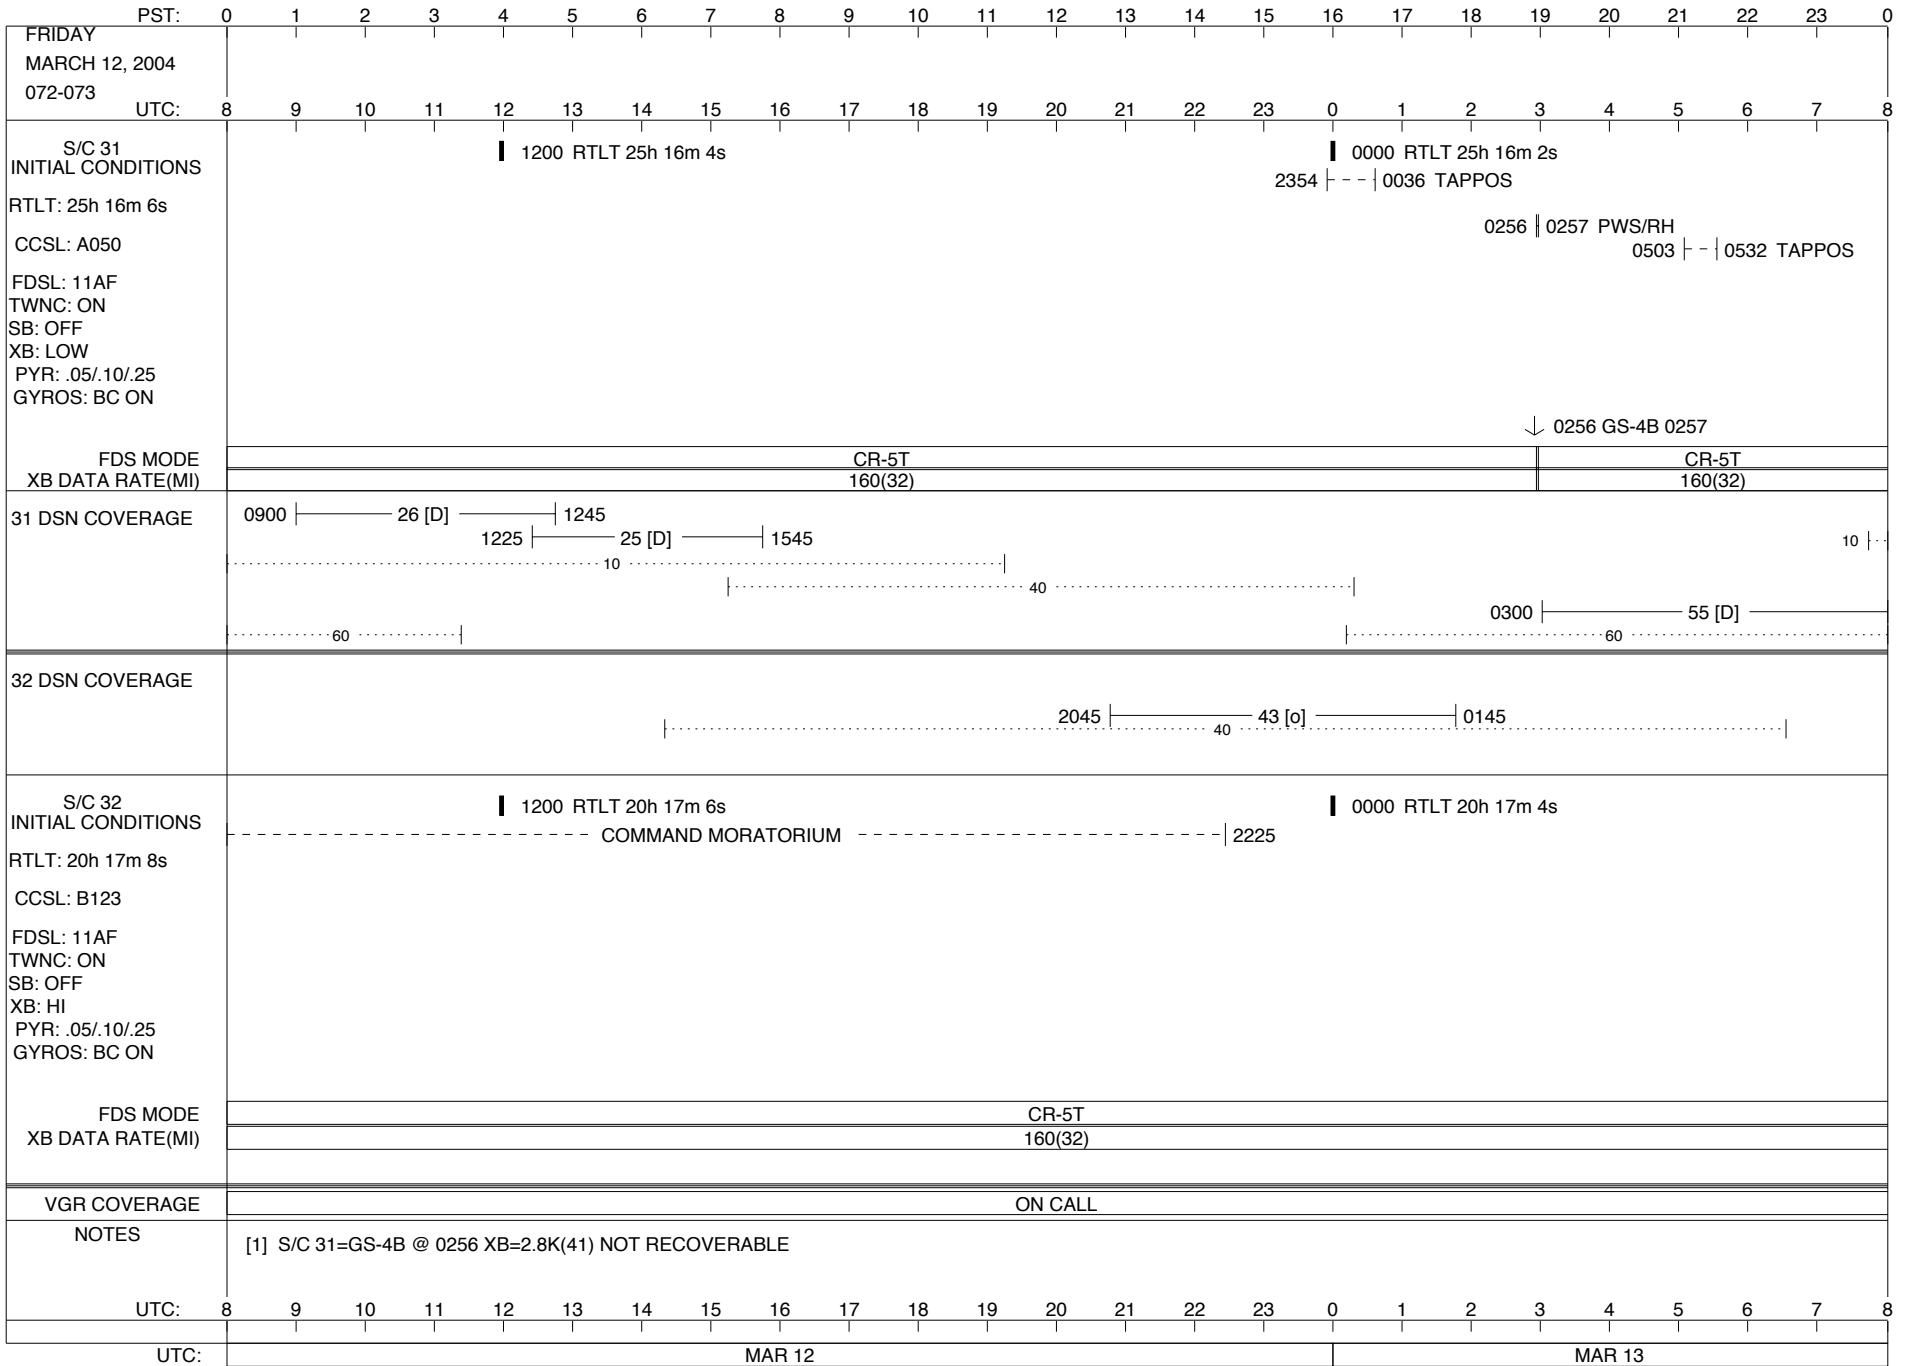 PST: 0 1 2 3 4 5 6 7 8 9 10 11 12 13 14 15 16 17 18 19 20 21 22 23 0
FRIDAY
MARCH 12, 2004
072-073
UTC: 8 9 10 11 12 13 14 15 16 17 18 19 20 21 22 23 0 1 2 3 4 5 6 7 8
S/C 31
INITIAL CONDITIONS
1200 RTLT 25h 16m 4s
0000 RTLT 25h 16m 2s
2354 0036 TAPPOS
RTLT: 25h 16m 6s
0256 0257 PWS/RH
CCSL: A050
0503 0532 TAPPOS
FDSL: 11AF
TWNC: ON
SB: OFF
XB: LOW
PYR: .05/.10/.25
GYROS: BC ON
0256 GS-4B 0257
FDS MODE CR-5T CR-5T
XB DATA RATE(MI) 160(32) 160(32)
31 DSN COVERAGE
0900 26 [D] 1245
1225 25 [D] 1545
10
10
40
0300 55 [D]
60 60
32 DSN COVERAGE
2045 43 [o] 0145
40
S/C 32
INITIAL CONDITIONS
1200 RTLT 20h 17m 6s
0000 RTLT 20h 17m 4s
COMMAND MORATORIUM 2225
RTLT: 20h 17m 8s
CCSL: B123
FDSL: 11AF
TWNC: ON
SB: OFF
XB: HI
PYR: .05/.10/.25
GYROS: BC ON
FDS MODE CR-5T
XB DATA RATE(MI) 160(32)
VGR COVERAGE ON CALL
NOTES
[1] S/C 31=GS-4B @ 0256 XB=2.8K(41) NOT RECOVERABLE
UTC: 8 9 10 11 12 13 14 15 16 17 18 19 20 21 22 23 0 1 2 3 4 5 6 7 8
UTC: MAR 12 MAR 13